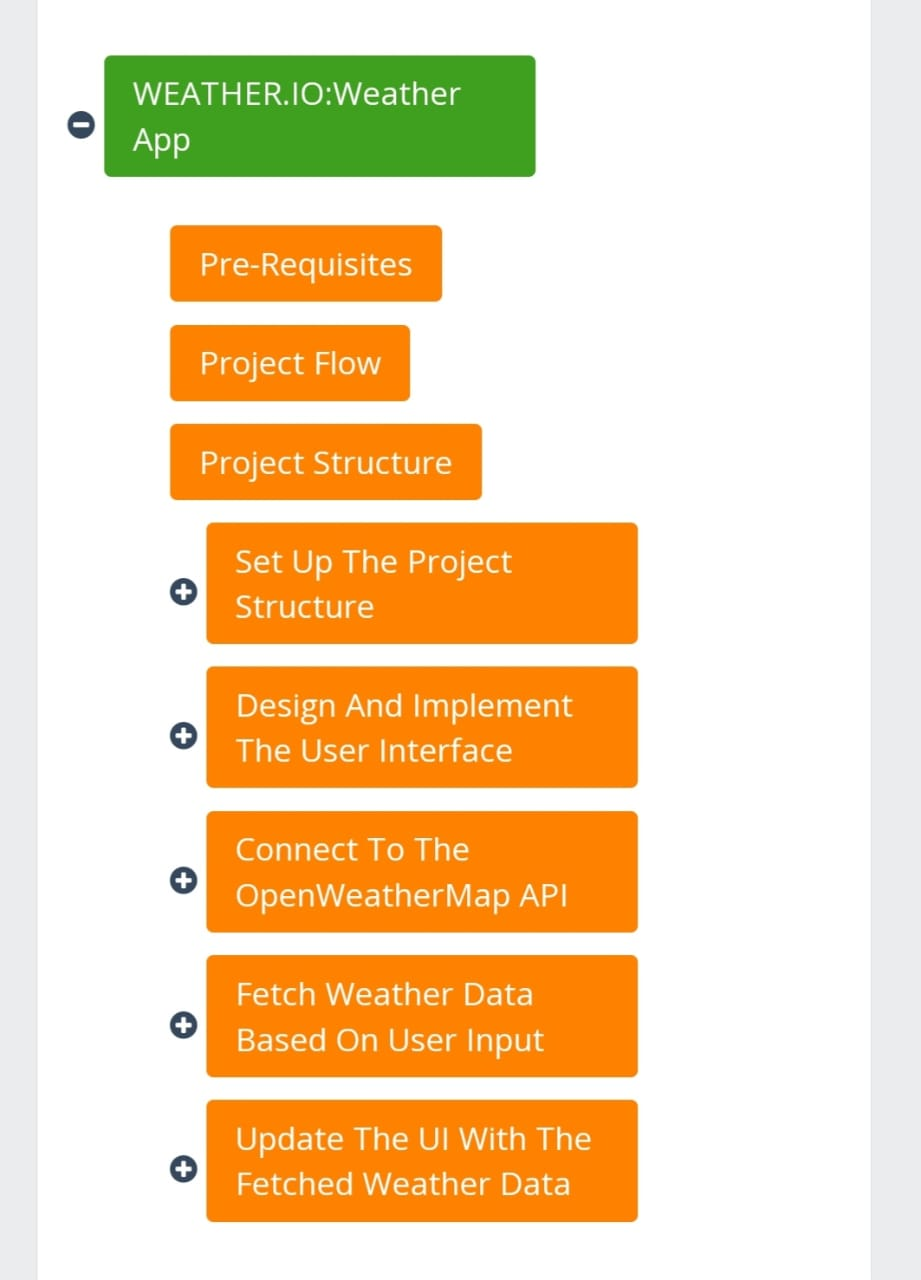 WEATHER.IO:Weather
App
Pre-Requisites
Project Flow
Project Structure
Set Up The Project
Structure
Design And Implement
The User Interface
Connect To The
OpenWeatherMap API
Fetch Weather Data
Based On User Input
Update The UI With The
Fetched Weather Data